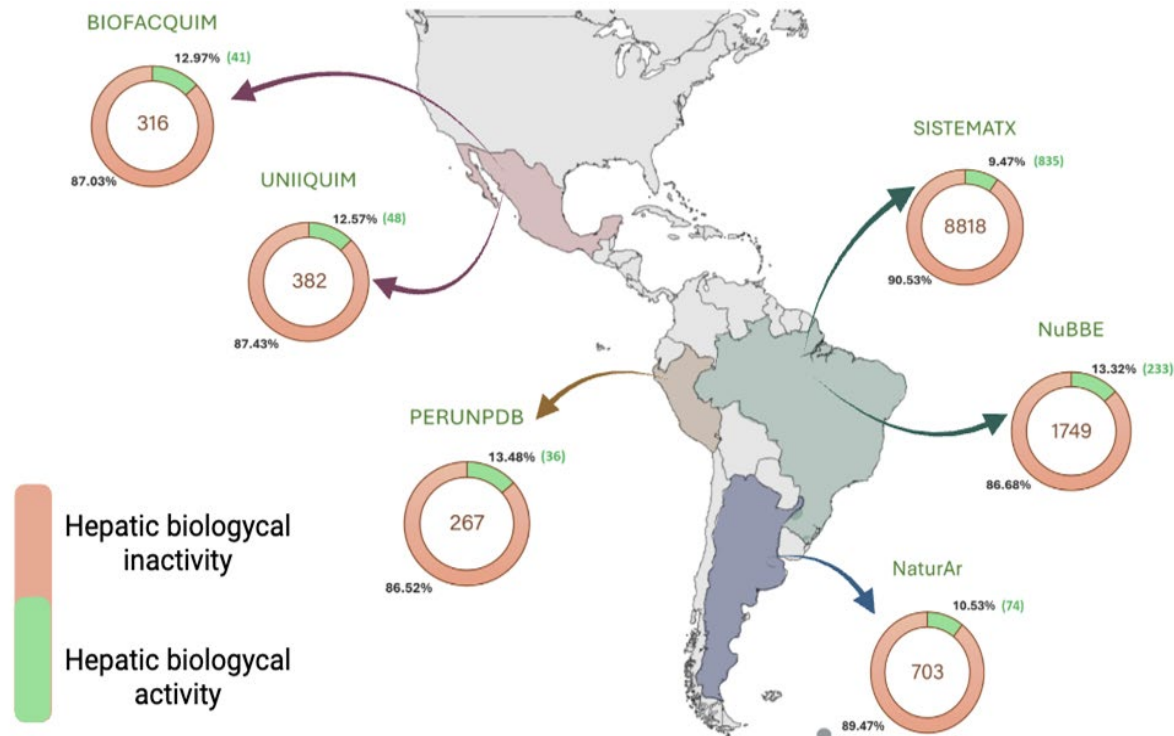 BIOFACQUIM
12.97% (41)
316
87.03%
UNIIQUIM
12.57% (48)
382
87.43%
SISTEMATX
9.47% (835)
8818
90.53%
NuBBE
13.32% (233)
1749
86.68%
PERUNPDB
13.48% (36)
267
86.52%
NaturAr
10.53% (74)
703
89.47%
Hepatic biologycal
inactivity
Hepatic biologycal
activity